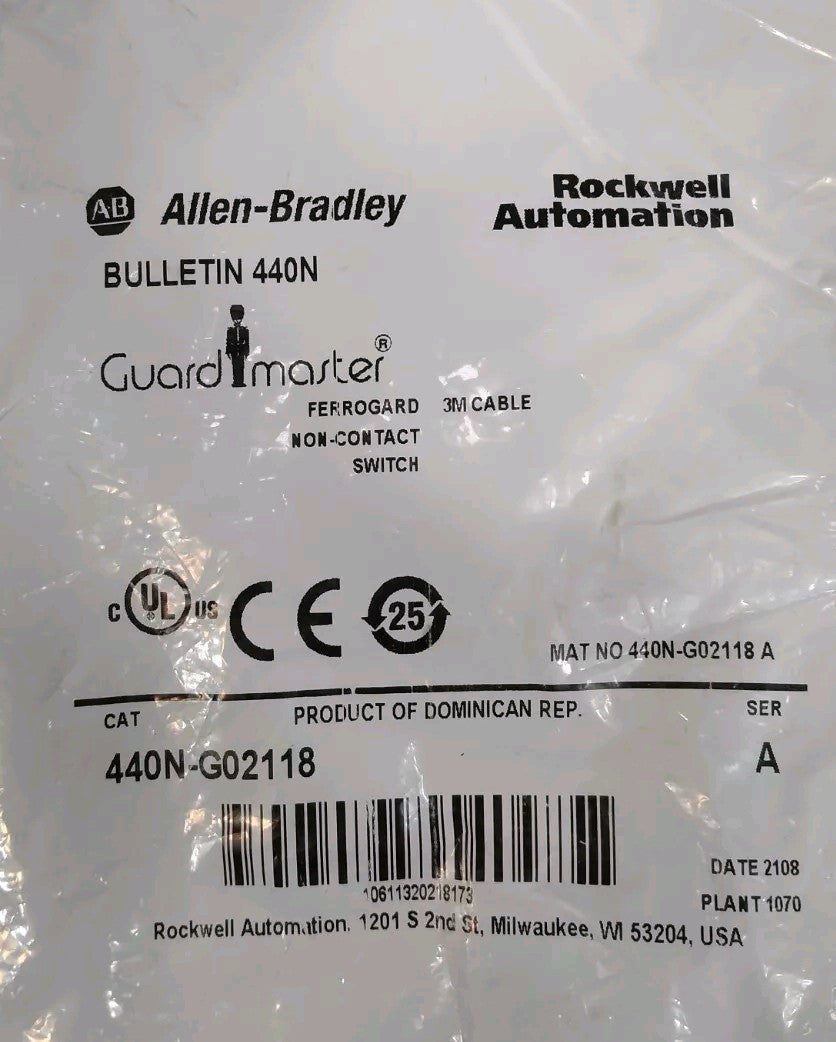 AB Allen-Bradley
Rockwell
Automation
BULLETIN 440N
Guardmaster®
FERROGARD 3M CABLE
NON-CONTACT
SWITCH
C UL US CE 25
MAT NO 440N-G02118 A
CAT PRODUCT OF DOMINICAN REP. SER
440N-G02118 A
10611320218173
DATE 2108
PLANT 1070
Rockwell Automation. 1201 S 2nd St, Milwaukee, WI 53204, USA